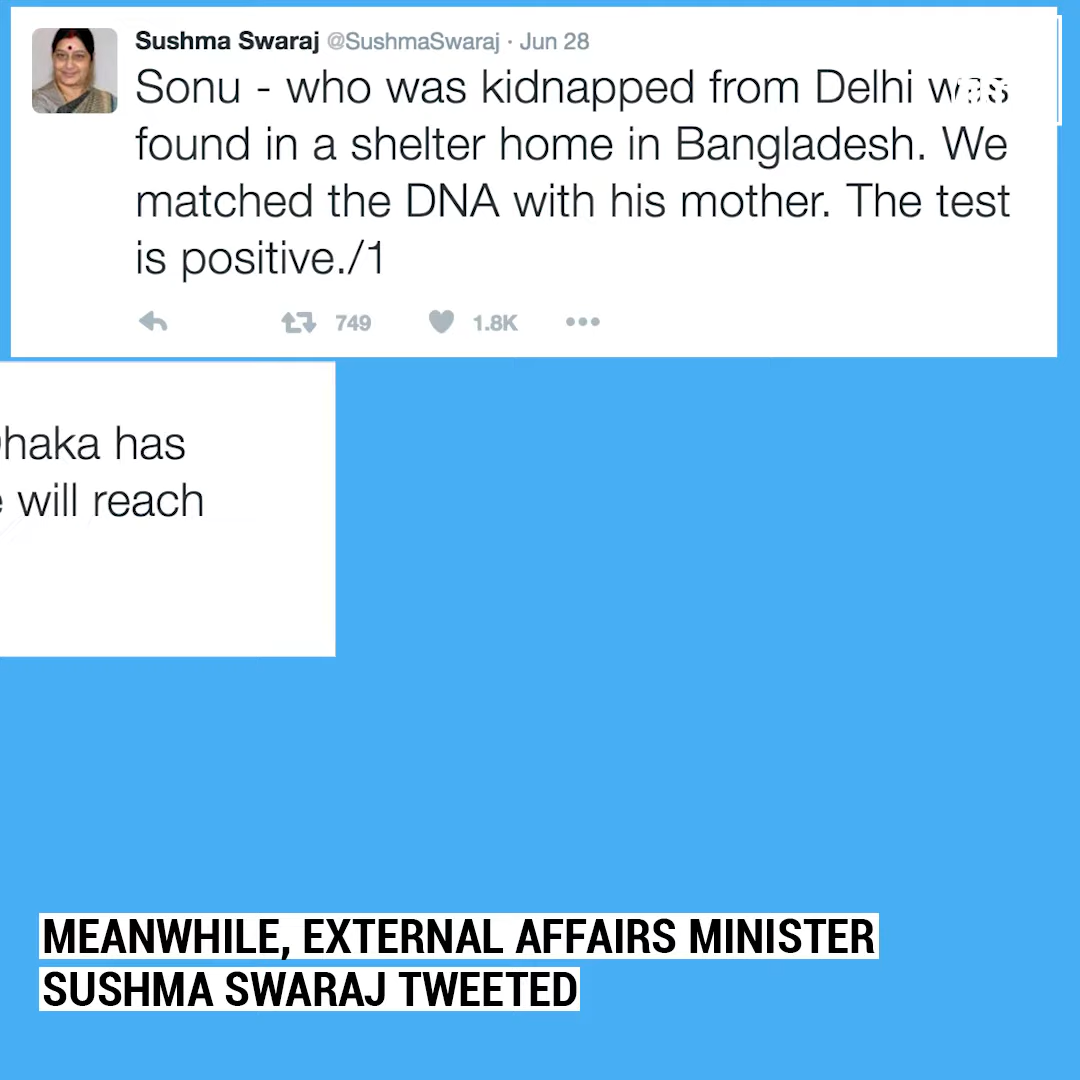 Sushma Swaraj @SushmaSwaraj · Jun 28
Sonu - who was kidnapped from Delhi was
found in a shelter home in Bangladesh. We
matched the DNA with his mother. The test
is positive./1
749 1.8K
haka has
will reach
MEANWHILE, EXTERNAL AFFAIRS MINISTER
SUSHMA SWARAJ TWEETED